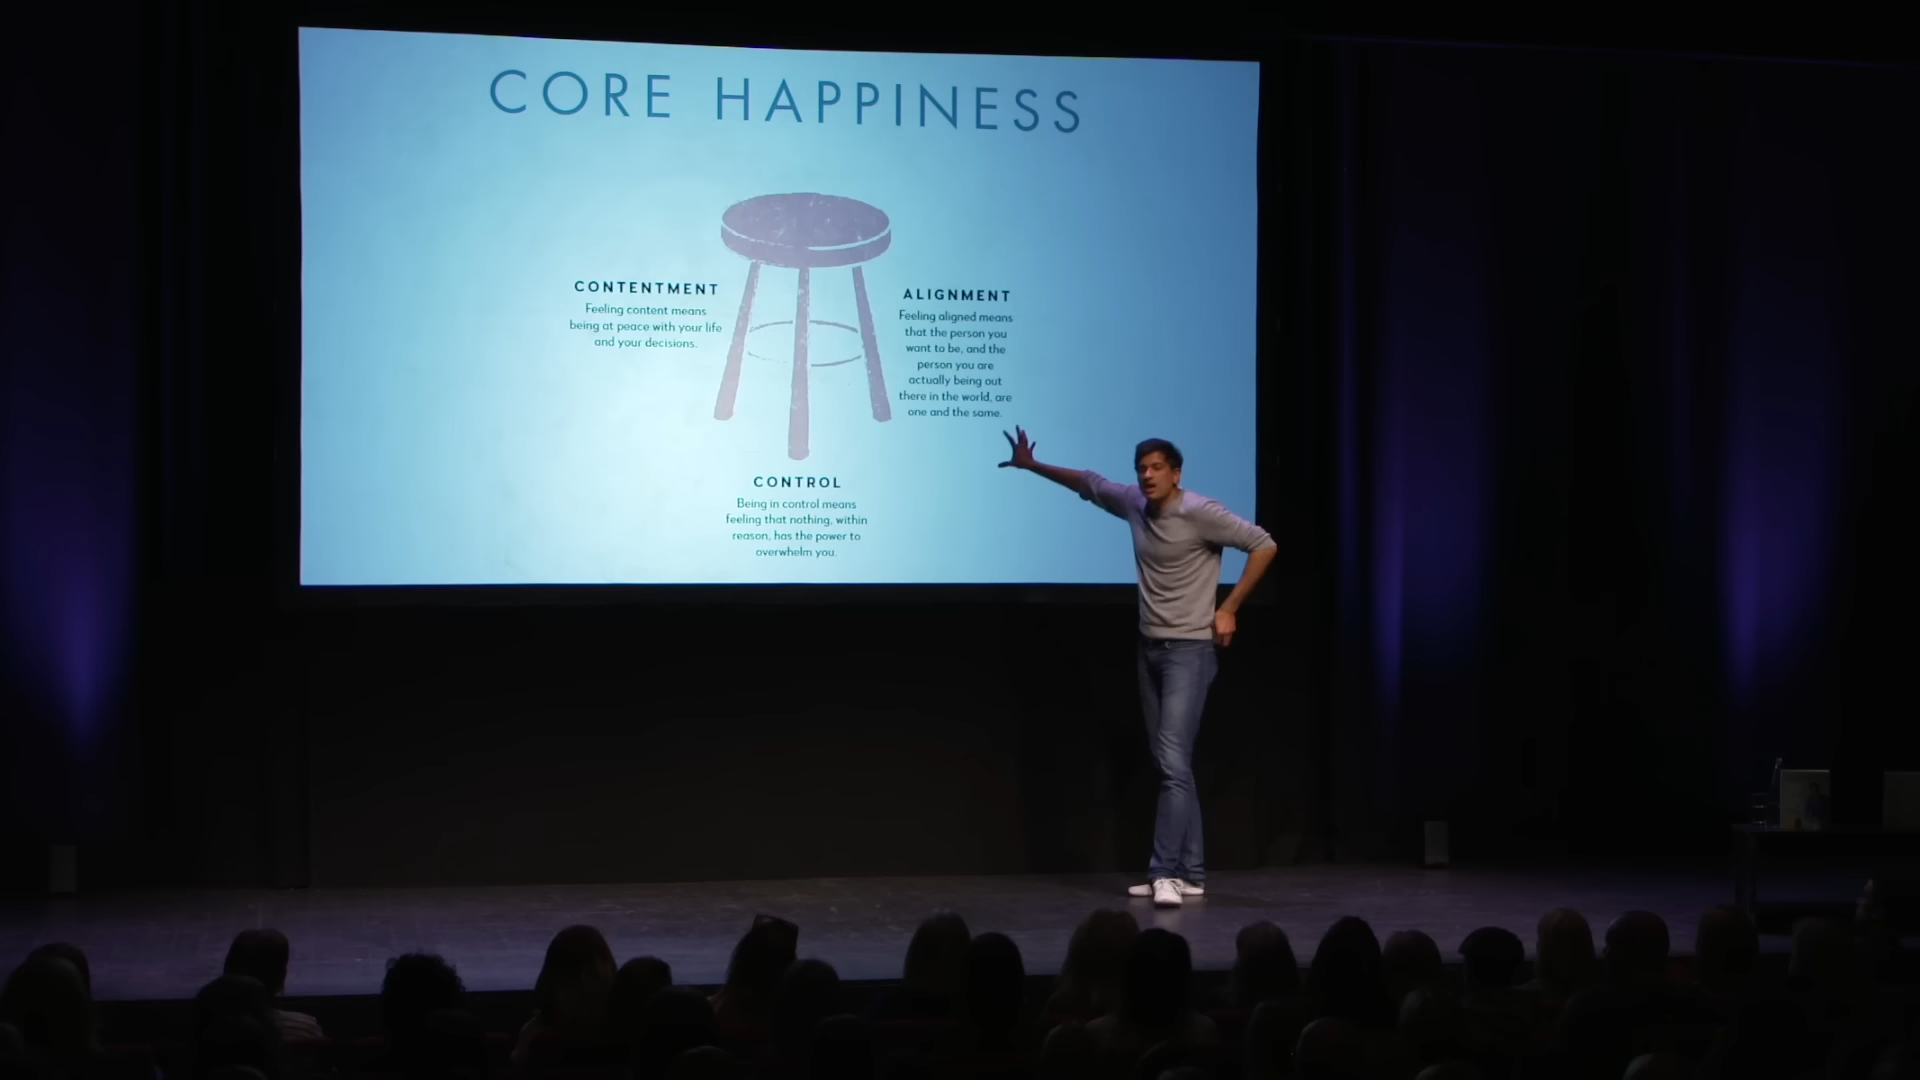 CORE HAPPINESS
CONTENTMENT
Feeling content means
being at peace with your life
and your decisions.
ALIGNMENT
Feeling aligned means
that the person you
want to be, and the
person you are
actually being out
there in the world, are
one and the same.
CONTROL
Being in control means
feeling that nothing, within
reason, has the power to
overwhelm you.